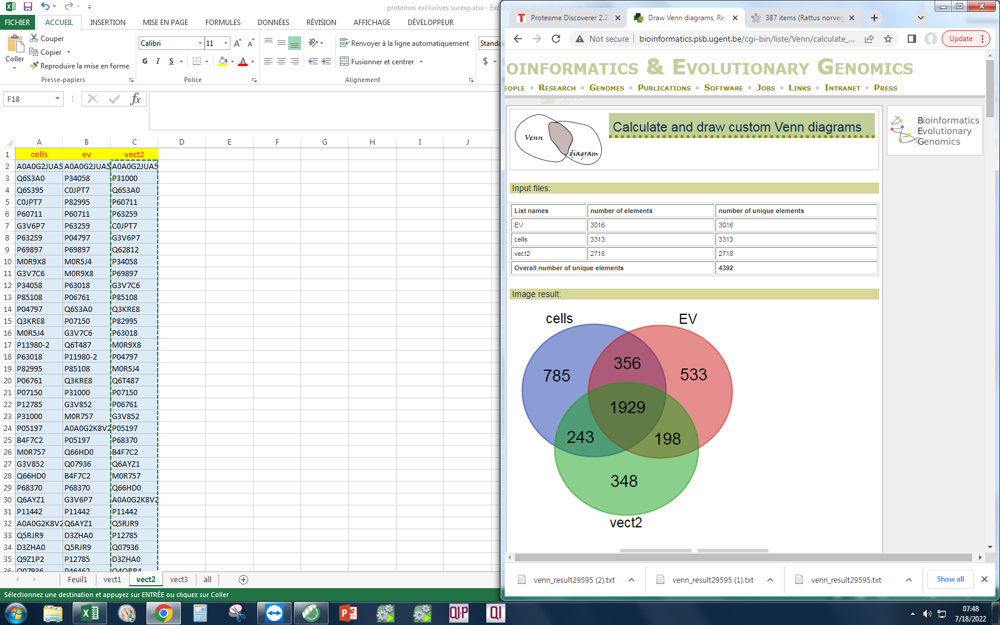 proteines exclusives surexp.xlsx - Exc
FICHIER ACCUEIL INSERTION MISE EN PAGE FORMULES DONNÉES RÉVISION AFFICHAGE DÉVELOPPEUR
Coller
Couper
Copier
Reproduire la mise en forme
Presse-papiers
Calibri 11
G I S
Police
Renvoyer à la ligne automatiquement
Fusionner et centrer
Alignement
Standa
$
F18
fx
A B C D E F G H I J
1 cells ev vect2
2 A0A0G2JUA5 A0A0G2JUA5 A0A0G2JUA5
3 Q6S3A0 P34058 P31000
4 Q6S395 C0JPT7 Q6S3A0
5 C0JPT7 P82995 P60711
6 P60711 P60711 P63259
7 G3V6P7 P63259 C0JPT7
8 P63259 P04797 G3V6P7
9 P69897 P69897 Q62812
10 M0R9X8 M0R5J4 P34058
11 G3V7C6 M0R9X8 P69897
12 P34058 P63018 G3V7C6
13 P85108 P06761 P85108
14 P04797 Q6S3A0 Q3KRE8
15 Q3KRE8 P07150 P82995
16 M0R5J4 G3V7C6 P63018
17 P11980-2 Q6T487 M0R9X8
18 P63018 P11980-2 P04797
19 P82995 P85108 M0R5J4
20 P06761 Q3KRE8 Q6T487
21 P07150 P31000 P07150
22 P12785 G3V852 P06761
23 P31000 M0R757 G3V852
24 P05197 A0A0G2K8V2 P05197
25 B4F7C2 P05197 P68370
26 M0R757 Q66HD0 B4F7C2
27 G3V852 Q07936 Q6AYZ1
28 Q66HD0 B4F7C2 M0R757
29 P68370 P68370 Q66HD0
30 Q6AYZ1 G3V6P7 A0A0G2K8V2
31 P11442 P11442 P11442
32 A0A0G2K8V2 Q6AYZ1 Q5RJR9
33 Q5RJR9 D3ZHA0 P12785
34 D3ZHA0 Q5RJR9 Q07936
35 Q9Z1P2 P12785 D3ZHA0
36 Q07936 P46462
Feuil1 vect1 vect2 vect3 all
Sélectionnez une destination et appuyez sur ENTRÉE ou cliquez sur Coller
Proteome Discoverer 2.2
Draw Venn diagrams, Res
387 items (Rattus norveg
Not secure | bioinformatics.psb.ugent.be/cgi-bin/liste/Venn/calculate_...
Update
OINFORMATICS & EVOLUTIONARY GENOMICS
EOPLE RESEARCH GENOMES PUBLICATIONS SOFTWARE JOBS LINKS INTRANET PRESS
Venn
diagram
Calculate and draw custom Venn diagrams
Bioinformatics
Evolutionary
Genomics
Input files:
List names number of elements number of unique elements
EV 3016 3016
cells 3313 3313
vect2 2718 2718
Overall number of unique elements 4392
Image result:
cells EV
356
785 533
1929
243 198
348
vect2
venn_result29595 (2).txt
venn_result29595 (1).txt
venn_result29595.txt
Show all
QI-P
QI
07:48
7/18/2022